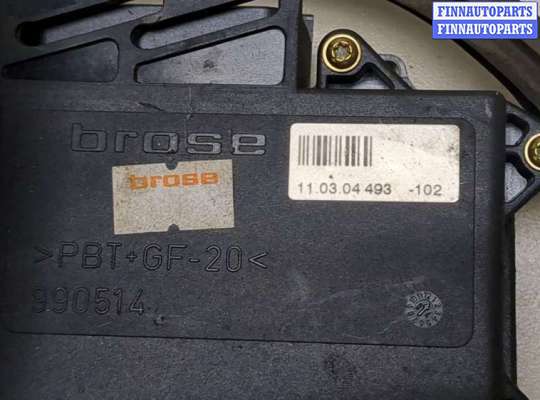 FINNAUTOPARTS
FINNAUTOPARTS
brose
brose
11.03.04 493 -102
>PBT+GF-20<
990514